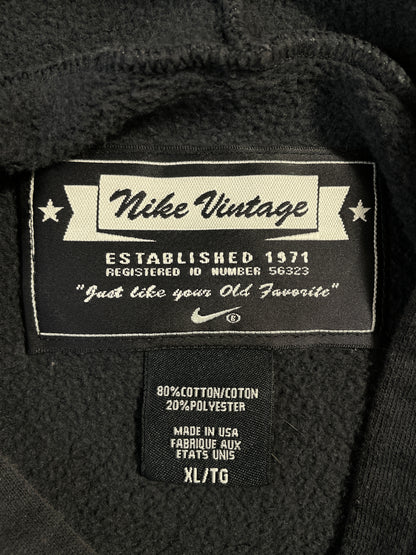 Nike Vintage
ESTABLISHED 1971
REGISTERED ID NUMBER 56323
"Just like your Old Favorite"
®
80%COTTON/COTON
20%POLYESTER
MADE IN USA
FABRIQUE AUX
ETATS UNIS
XL/TG